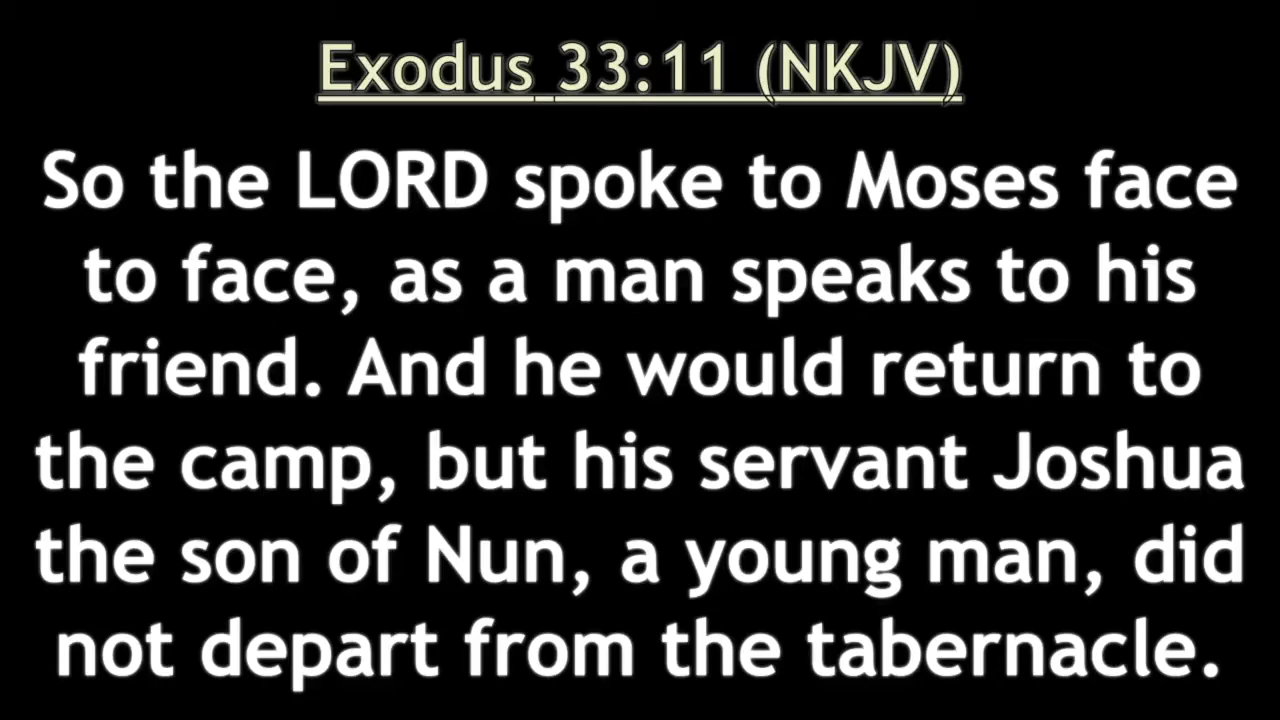 Exodus 33:11 (NKJV)
So the LORD spoke to Moses face
to face, as a man speaks to his
friend. And he would return to
the camp, but his servant Joshua
the son of Nun, a young man, did
not depart from the tabernacle.